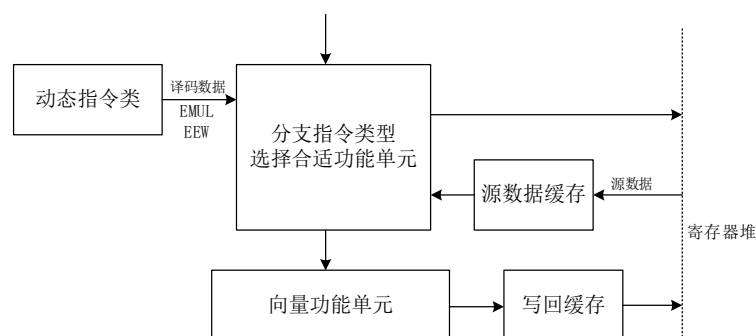 动态指令类
译码数据
EMUL
EEW
分支指令类型
选择合适功能单元
源数据缓存
源数据
寄存器堆
向量功能单元
写回缓存